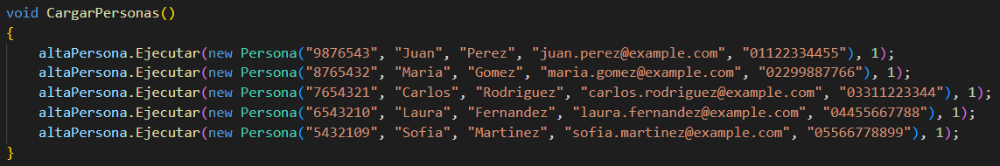 void CargarPersonas()
{
    altaPersona.Ejecutar(new Persona("9876543", "Juan", "Perez", "juan.perez@example.com", "01122334455"), 1);
    altaPersona.Ejecutar(new Persona("8765432", "Maria", "Gomez", "maria.gomez@example.com", "02299887766"), 1);
    altaPersona.Ejecutar(new Persona("7654321", "Carlos", "Rodriguez", "carlos.rodriguez@example.com", "03311223344"), 1);
    altaPersona.Ejecutar(new Persona("6543210", "Laura", "Fernandez", "laura.fernandez@example.com", "04455667788"), 1);
    altaPersona.Ejecutar(new Persona("5432109", "Sofia", "Martinez", "sofia.martinez@example.com", "05566778899"), 1);
}